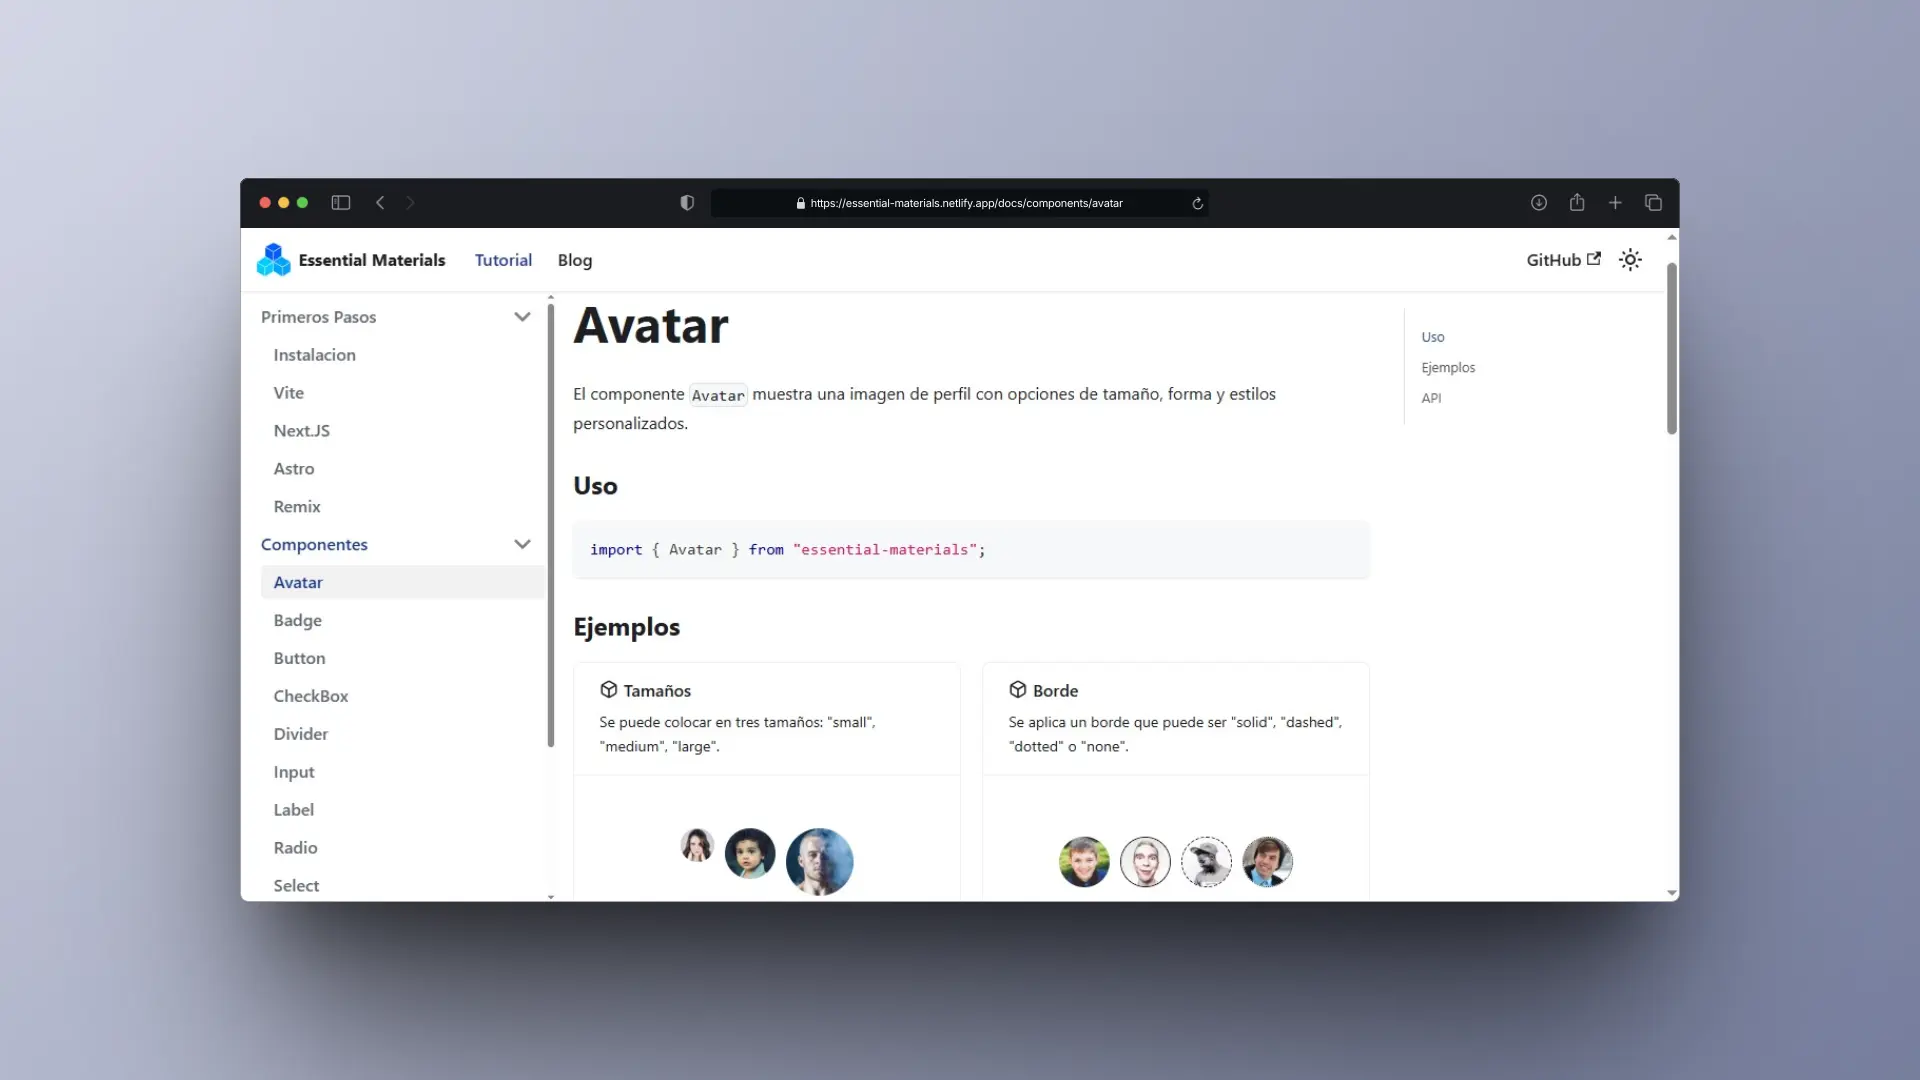 https://essential-materials.netlify.app/docs/components/avatar
Essential Materials
Tutorial
Blog
GitHub
Primeros Pasos
Instalacion
Vite
Next.JS
Astro
Remix
Componentes
Avatar
Badge
Button
CheckBox
Divider
Input
Label
Radio
Select
Avatar
El componente Avatar muestra una imagen de perfil con opciones de tamaño, forma y estilos
personalizados.
Uso
import { Avatar } from "essential-materials";
Ejemplos
Tamaños
Se puede colocar en tres tamaños: "small",
"medium", "large".
Borde
Se aplica un borde que puede ser "solid", "dashed",
"dotted" o "none".
Uso
Ejemplos
API